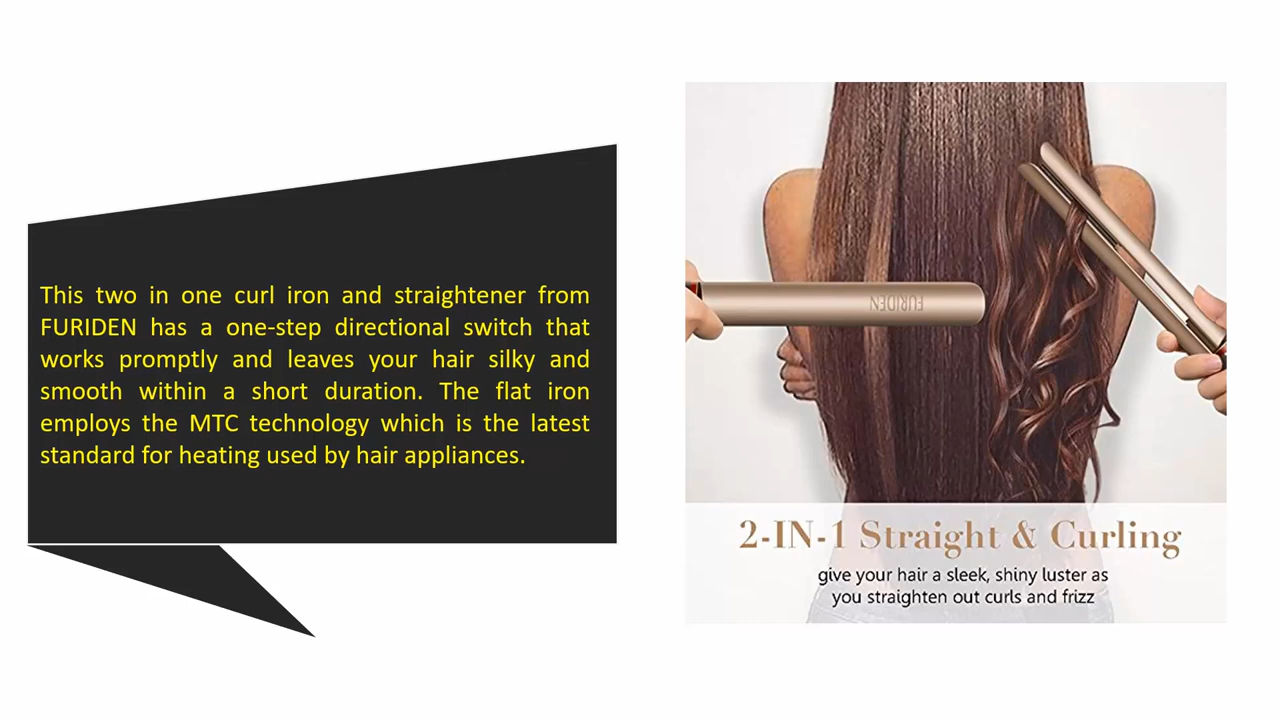 This two in one curl iron and straightener from
FURIDEN has a one-step directional switch that
works promptly and leaves your hair silky and
smooth within a short duration. The flat iron
employs the MTC technology which is the latest
standard for heating used by hair appliances.
FURIDEN
2-IN-1 Straight & Curling
give your hair a sleek, shiny luster as
you straighten out curls and frizz